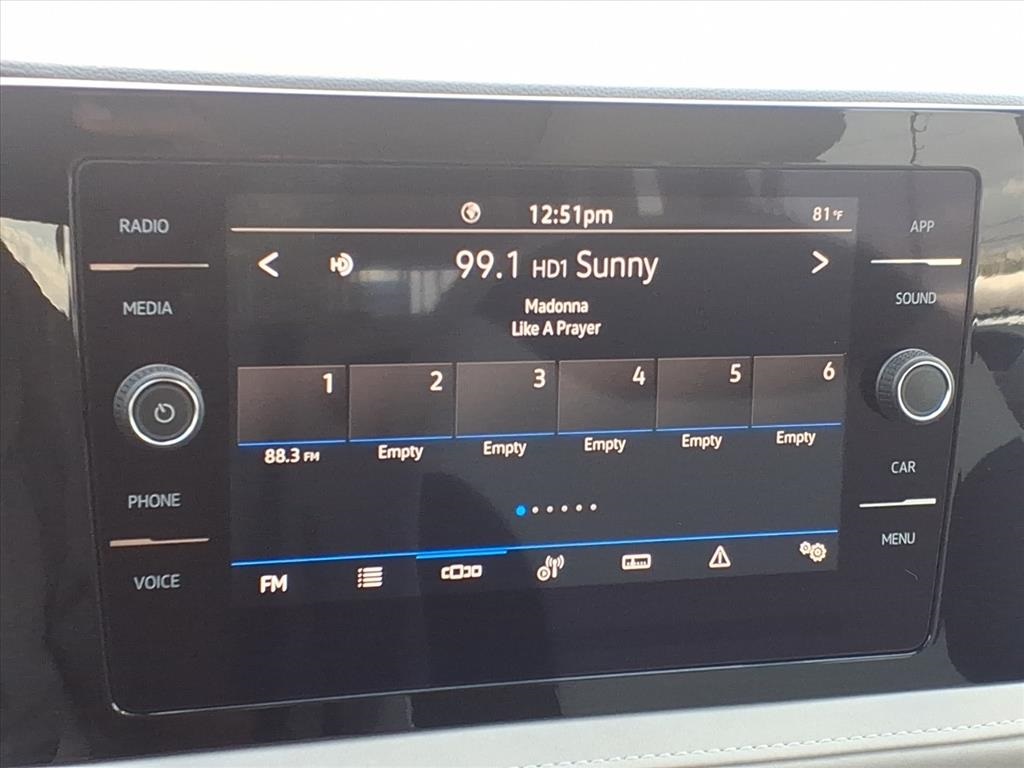 RADIO
MEDIA
PHONE
VOICE
12:51pm
81°F
HD
99.1 HD1 Sunny
Madonna
Like A Prayer
1 2 3 4 5 6
88.3 FM Empty Empty Empty Empty Empty
FM
APP
SOUND
CAR
MENU